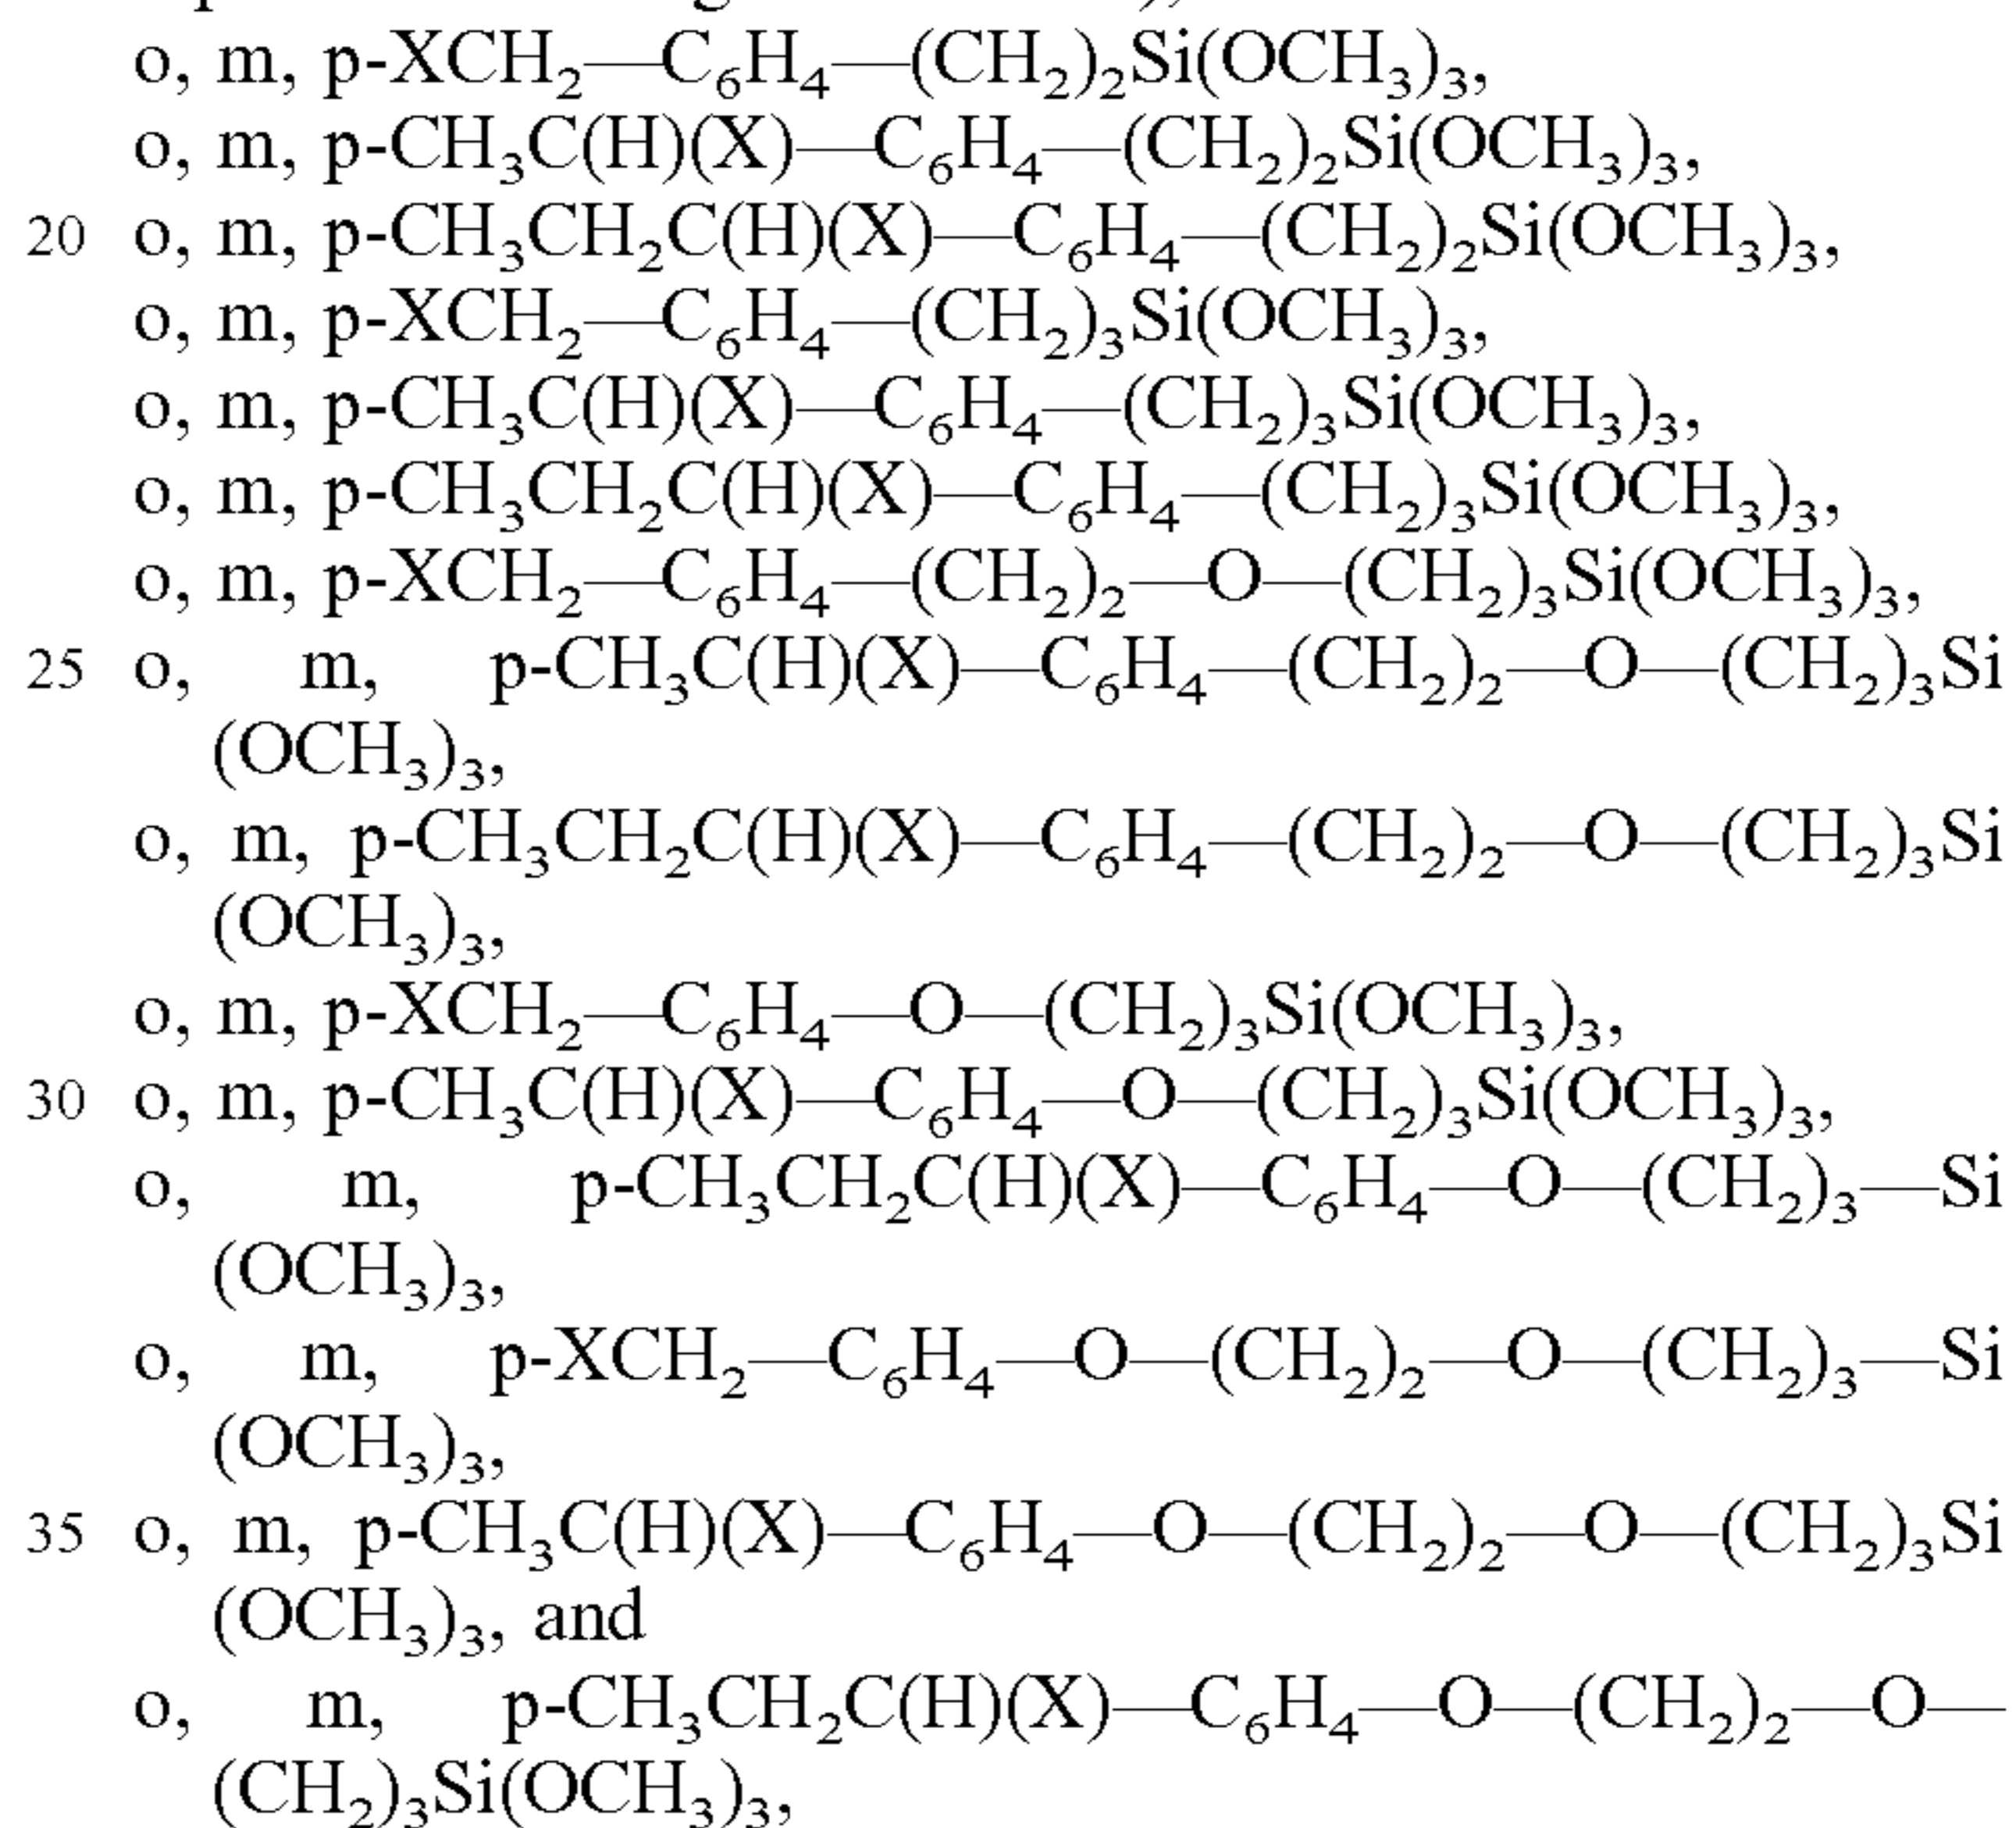 o, m, p-XCH₂—C₆H₄—(CH₂)₂Si(OCH₃)₃,
o, m, p-CH₃C(H)(X)—C₆H₄—(CH₂)₂Si(OCH₃)₃,
20 o, m, p-CH₃CH₂C(H)(X)—C₆H₄—(CH₂)₂Si(OCH₃)₃,
o, m, p-XCH₂—C₆H₄—(CH₂)₃Si(OCH₃)₃,
o, m, p-CH₃C(H)(X)—C₆H₄—(CH₂)₃Si(OCH₃)₃,
o, m, p-CH₃CH₂C(H)(X)—C₆H₄—(CH₂)₃Si(OCH₃)₃,
o, m, p-XCH₂—C₆H₄—(CH₂)₂—O—(CH₂)₃Si(OCH₃)₃,
25 o, m, p-CH₃C(H)(X)—C₆H₄—(CH₂)₂—O—(CH₂)₃Si
(OCH₃)₃,
o, m, p-CH₃CH₂C(H)(X)—C₆H₄—(CH₂)₂—O—(CH₂)₃Si
(OCH₃)₃,
o, m, p-XCH₂—C₆H₄—O—(CH₂)₃Si(OCH₃)₃,
30 o, m, p-CH₃C(H)(X)—C₆H₄—O—(CH₂)₃Si(OCH₃)₃,
o, m, p-CH₃CH₂C(H)(X)—C₆H₄—O—(CH₂)₃—Si
(OCH₃)₃,
o, m, p-XCH₂—C₆H₄—O—(CH₂)₂—O—(CH₂)₃—Si
(OCH₃)₃,
35 o, m, p-CH₃C(H)(X)—C₆H₄—O—(CH₂)₂—O—(CH₂)₃Si
(OCH₃)₃, and
o, m, p-CH₃CH₂C(H)(X)—C₆H₄—O—(CH₂)₂—O—
(CH₂)₃Si(OCH₃)₃,